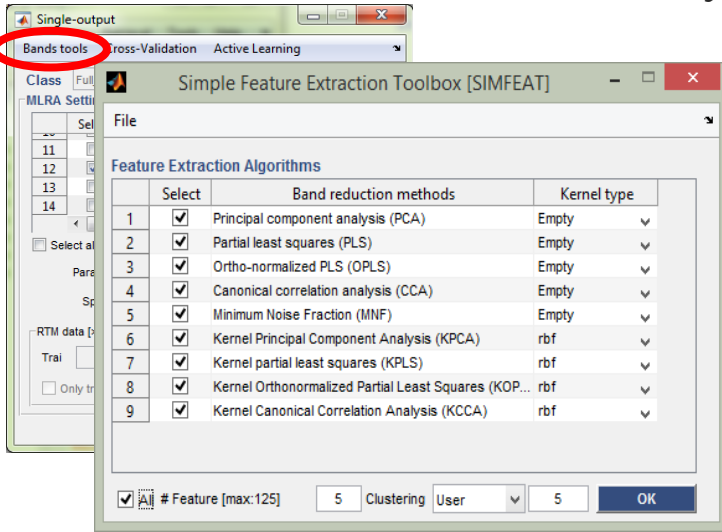 Single-output
Bands tools Cross-Validation Active Learning
Class Full
MLRA Setti
Sel
11
12
13
14
Select al
Para
Sp
RTM data [
Trai
Only tr
Simple Feature Extraction Toolbox [SIMFEAT]
File
Feature Extraction Algorithms
Select Band reduction methods Kernel type
1 Principal component analysis (PCA) Empty
2 Partial least squares (PLS) Empty
3 Ortho-normalized PLS (OPLS) Empty
4 Canonical correlation analysis (CCA) Empty
5 Minimum Noise Fraction (MNF) Empty
6 Kernel Principal Component Analysis (KPCA) rbf
7 Kernel partial least squares (KPLS) rbf
8 Kernel Orthonormalized Partial Least Squares (KOP... rbf
9 Kernel Canonical Correlation Analysis (KCCA) rbf
All # Feature [max:125] 5 Clustering User 5 OK